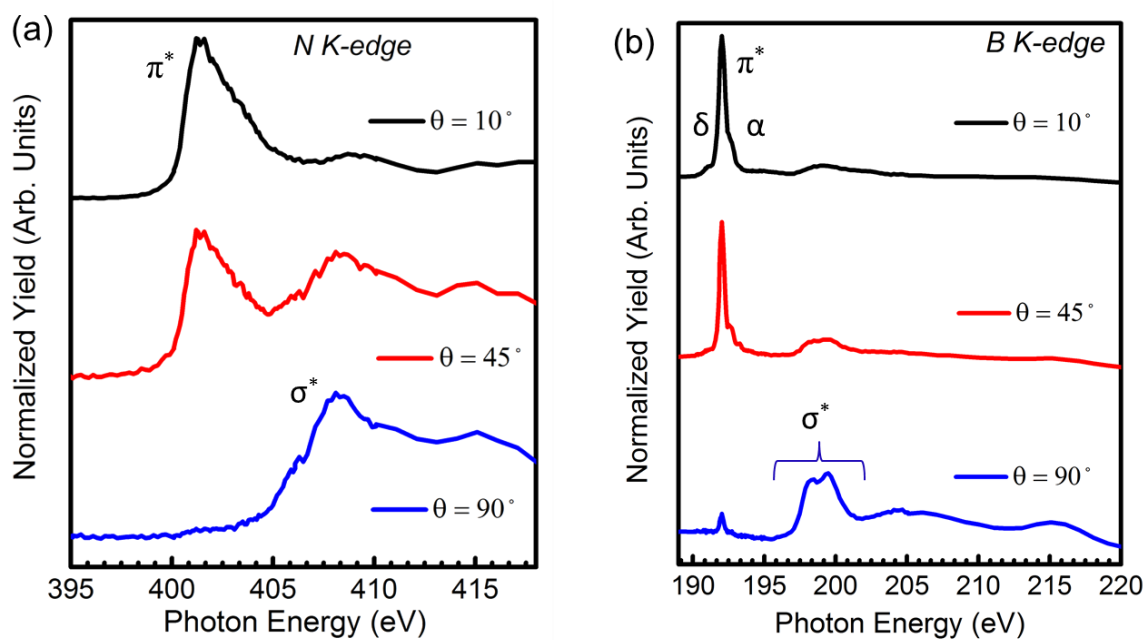 (a)
N K-edge
π*
θ = 10°
θ = 45°
σ*
θ = 90°
Normalized Yield (Arb. Units)
395 400 405 410 415
Photon Energy (eV)
(b)
B K-edge
π*
δ α
θ = 10°
θ = 45°
σ*
θ = 90°
Normalized Yield (Arb. Units)
190 195 200 205 210 215 220
Photon Energy (eV)